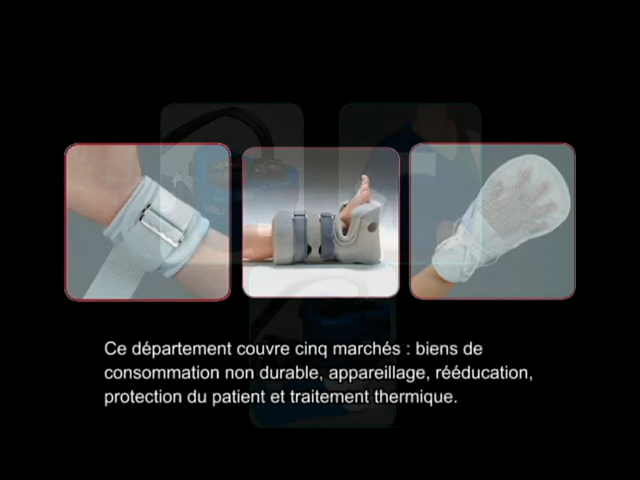 Ce département couvre cinq marchés : biens de
consommation non durable, appareillage, rééducation,
protection du patient et traitement thermique.